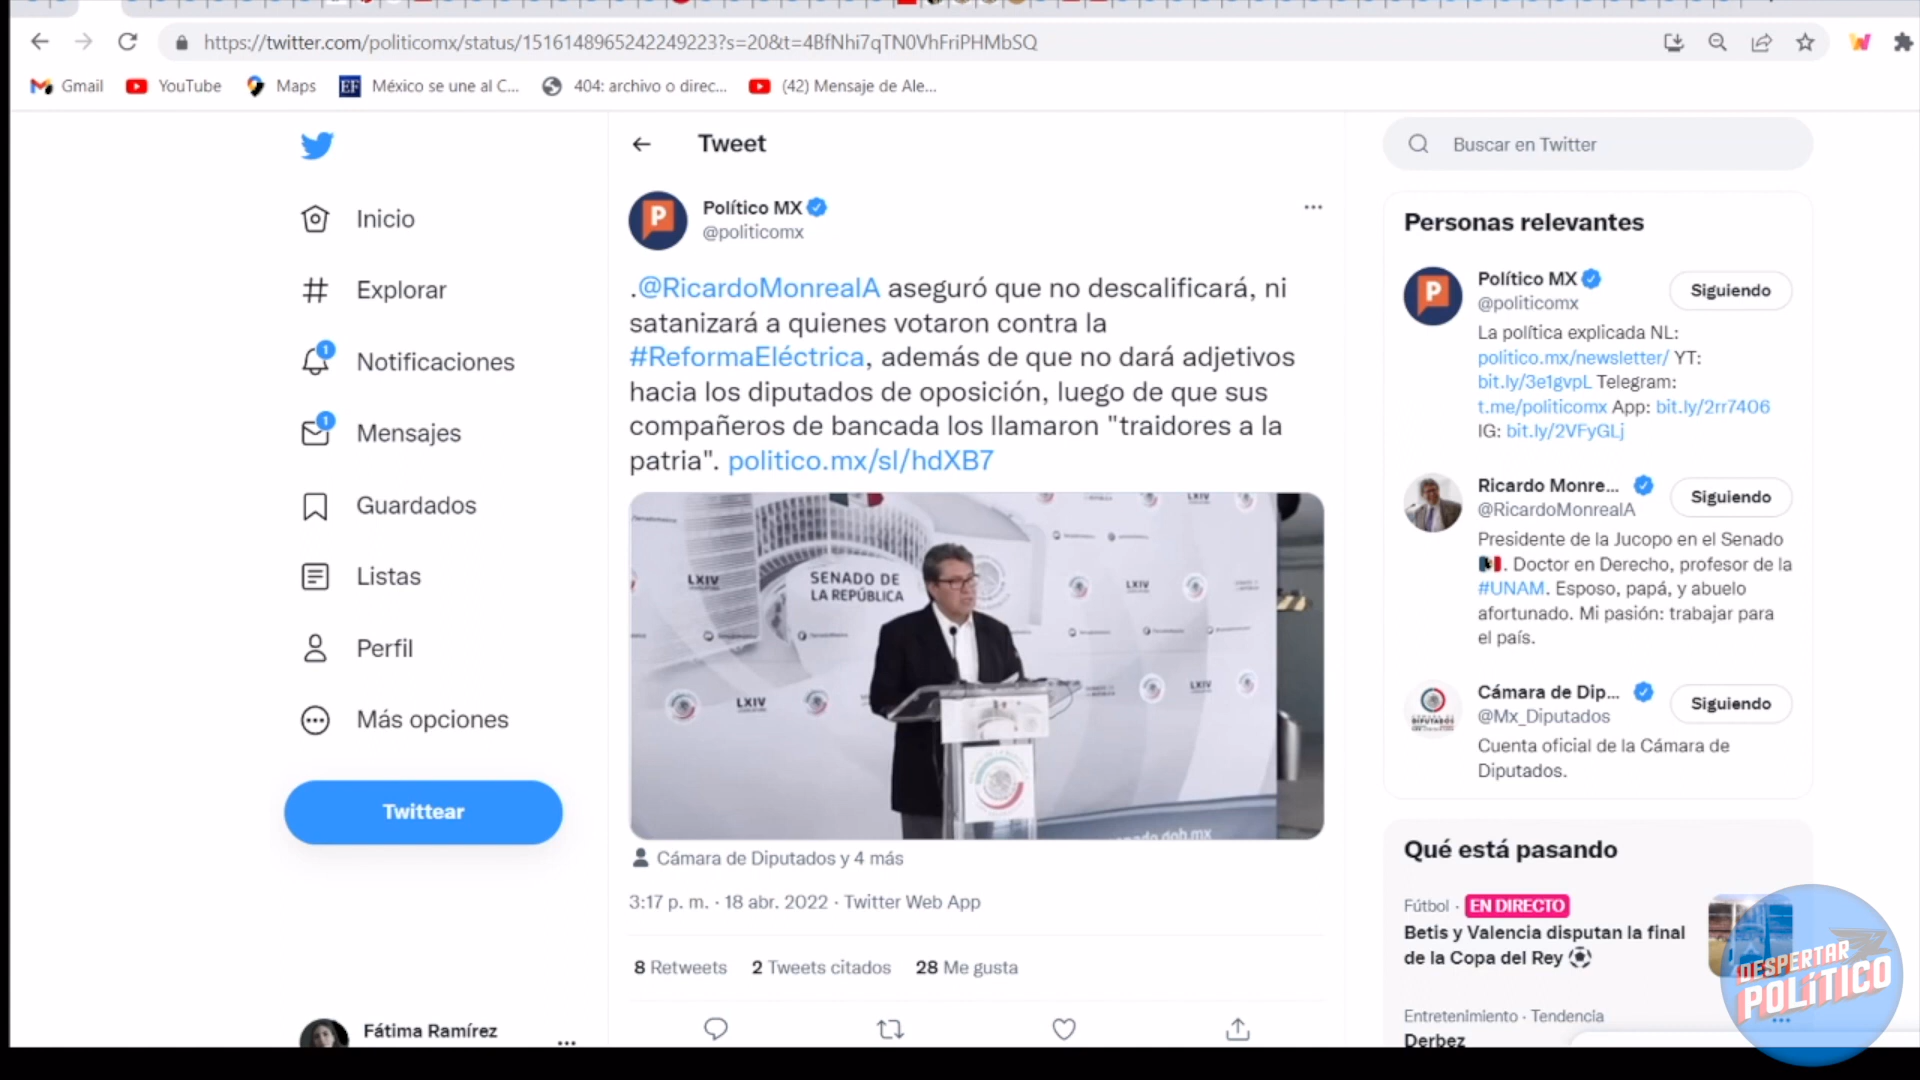 https://twitter.com/politicomx/status/1516148965242249223?s=20&t=4BfNhi7qTN0VhFriPHMbSQ
Gmail
YouTube
Maps
EF
México se une al C...
404: archivo o direc...
(42) Mensaje de Ale...
Inicio
Explorar
1
Notificaciones
1
Mensajes
Guardados
Listas
Perfil
Más opciones
Twittear
Fátima Ramírez
Tweet
P
Político MX
@politicomx
.@RicardoMonrealA aseguró que no descalificará, ni
satanizará a quienes votaron contra la
#ReformaEléctrica, además de que no dará adjetivos
hacia los diputados de oposición, luego de que sus
compañeros de bancada los llamaron "traidores a la
patria". politico.mx/sl/hdXB7
LXIV
SENADO DE
LA REPÚBLICA
LXIV
LXIV
LXIV
LXIV
Cámara de Diputados y 4 más
3:17 p. m. · 18 abr. 2022 · Twitter Web App
8 Retweets 2 Tweets citados 28 Me gusta
Buscar en Twitter
Personas relevantes
P
Político MX
@politicomx
Siguiendo
La política explicada NL:
politico.mx/newsletter/ YT:
bit.ly/3e1gvpL Telegram:
t.me/politicomx App: bit.ly/2rr7406
IG: bit.ly/2VFyGLj
Ricardo Monre...
@RicardoMonrealA
Siguiendo
Presidente de la Jucopo en el Senado
🇲🇽. Doctor en Derecho, profesor de la
#UNAM. Esposo, papá, y abuelo
afortunado. Mi pasión: trabajar para
el país.
Cámara de Dip...
@Mx_Diputados
Siguiendo
Cuenta oficial de la Cámara de
Diputados.
Qué está pasando
Fútbol · EN DIRECTO
Betis y Valencia disputan la final
de la Copa del Rey ⚽
Entretenimiento · Tendencia
Derbez
DESPERTAR
POLÍTICO